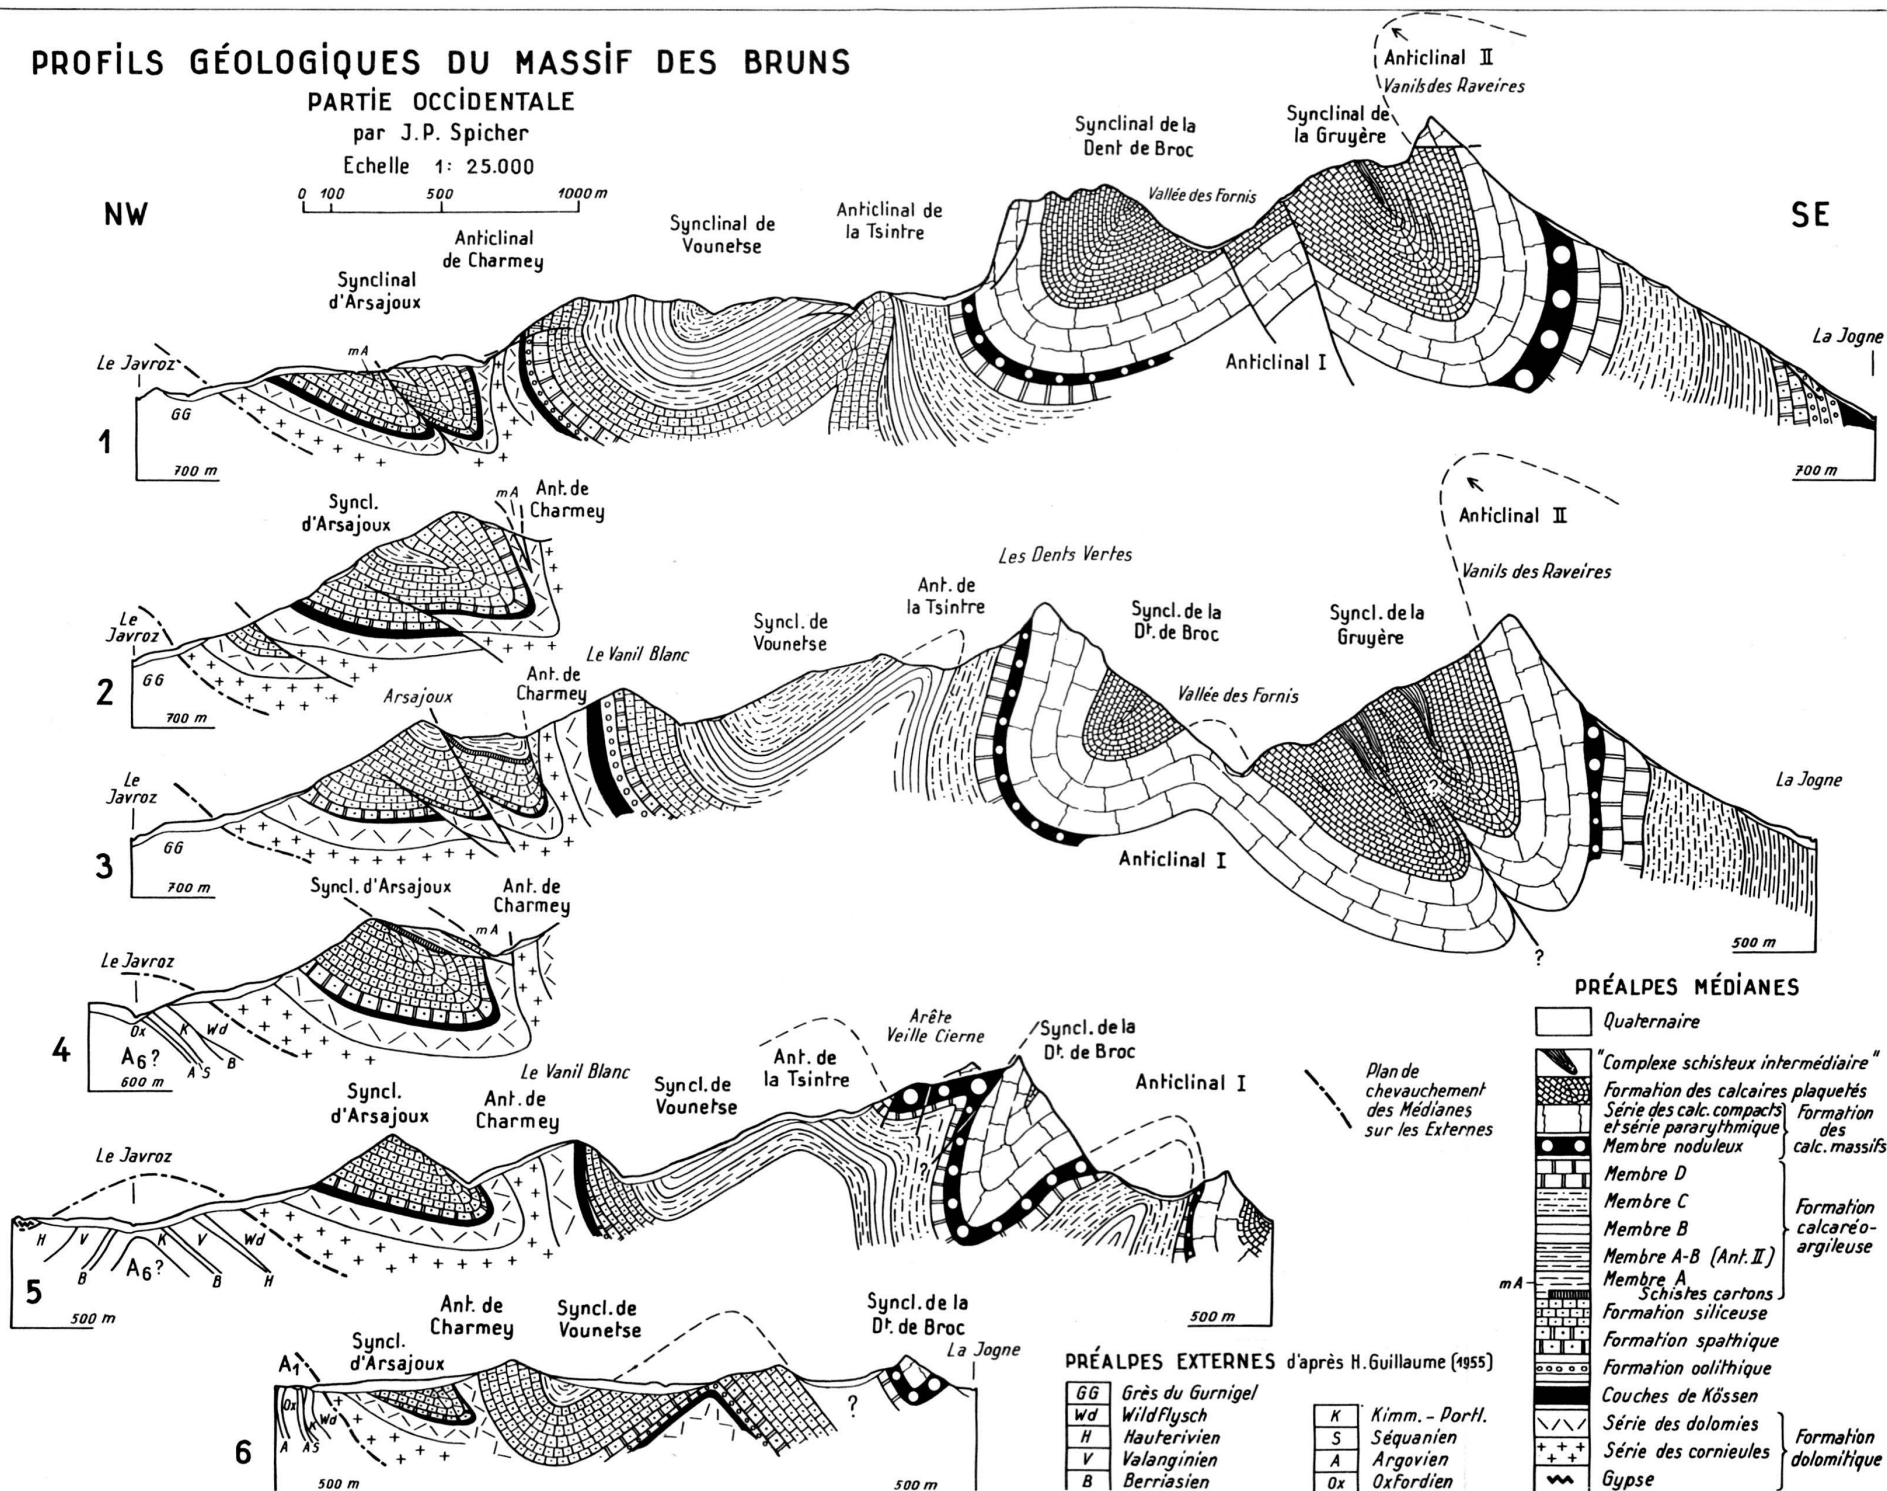 PROFiLS GÉOLOGiQUES DU MASSiF DES BRUNS
PARTiE OCCiDENTALE
par J.P. Spicher
Echelle 1: 25.000
0 100 500 1000 m
NW
SE
Synclinal d'Arsajoux
Anticlinal de Charmey
Synclinal de Vounetse
Anticlinal de la Tsintre
Synclinal de la Dent de Broc
Vallée des Fornis
Synclinal de la Gruyère
Anticlinal II
Vanils des Raveires
Anticlinal I
Le Javroz
La Jogne
mA
GG
1
700 m
700 m
Syncl. d'Arsajoux
mA
Ant. de Charmey
Le Javroz
GG
2
700 m
Anticlinal II
Vanils des Raveires
Les Dents Vertes
Ant. de la Tsintre
Syncl. de Vounetse
Syncl. de la Dt. de Broc
Syncl. de la Gruyère
Le Vanil Blanc
Ant. de Charmey
Arsajoux
Vallée des Fornis
Le Javroz
La Jogne
GG
3
700 m
Anticlinal I
?
?
500 m
Syncl. d'Arsajoux
Ant. de Charmey
mA
Le Javroz
Ox
K
Wd
A6?
A
S
B
4
600 m
Arête Veille Cierne
Syncl. de la Dt. de Broc
Ant. de la Tsintre
Anticlinal I
Le Vanil Blanc
Syncl. de Vounetse
Ant. de Charmey
Syncl. d'Arsajoux
Le Javroz
H
V
B
A6?
K
V
B
Wd
H
?
5
500 m
500 m
Ant. de Charmey
Syncl. de Vounetse
Syncl. de la Dt. de Broc
Syncl. d'Arsajoux
La Jogne
A1
Ox
K
Wd
A
A
S
?
6
500 m
500 m
Plan de
chevauchement
des Médianes
sur les Externes
PRÉALPES MÉDIANES
Quaternaire
"Complexe schisteux intermédiaire"
Formation des calcaires plaquetés
Série des calc. compacts
et série pararythmique
Membre noduleux
Formation des calc. massifs
Membre D
Membre C
Membre B
Membre A-B (Ant. II)
mA
Membre A
Schistes cartons
Formation calcaréo-argileuse
Formation siliceuse
Formation spathique
Formation oolithique
Couches de Kössen
Série des dolomies
Série des cornieules
Gypse
Formation dolomitique
PRÉALPES EXTERNES d'après H. Guillaume (1955)
GG Grès du Gurnigel
Wd Wildflysch
H Hauterivien
V Valanginien
B Berriasien
K Kimm. - Portl.
S Séquanien
A Argovien
Ox Oxfordien